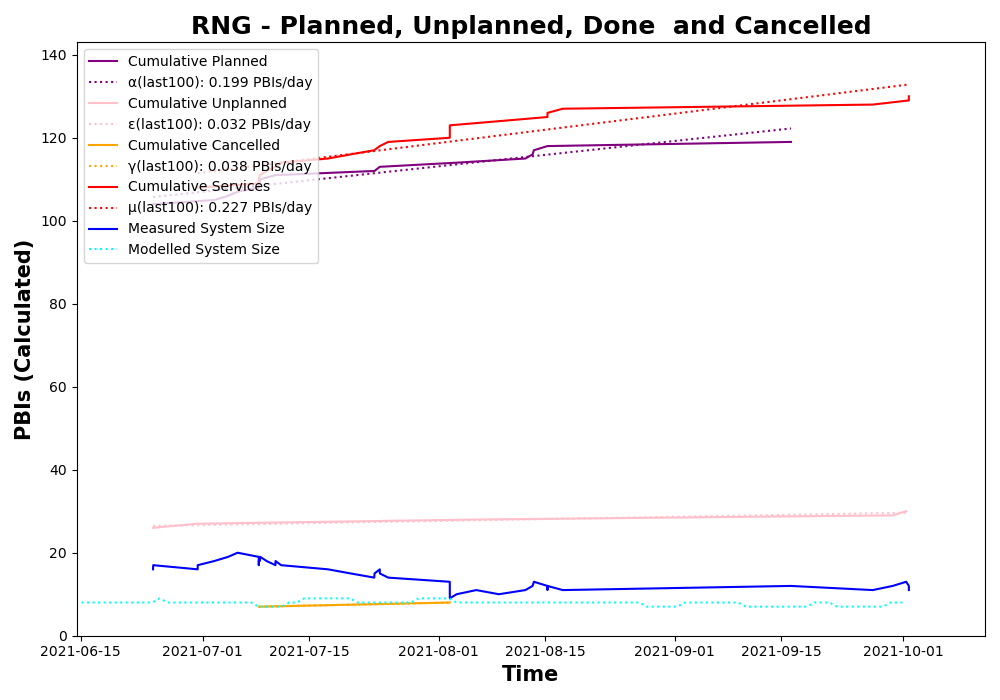 RNG - Planned, Unplanned, Done  and Cancelled
PBIs (Calculated)
140
120
100
80
60
40
20
0
Cumulative Planned
α(last100): 0.199 PBIs/day
Cumulative Unplanned
ε(last100): 0.032 PBIs/day
Cumulative Cancelled
γ(last100): 0.038 PBIs/day
Cumulative Services
μ(last100): 0.227 PBIs/day
Measured System Size
Modelled System Size
2021-06-15 2021-07-01 2021-07-15 2021-08-01 2021-08-15 2021-09-01 2021-09-15 2021-10-01
Time